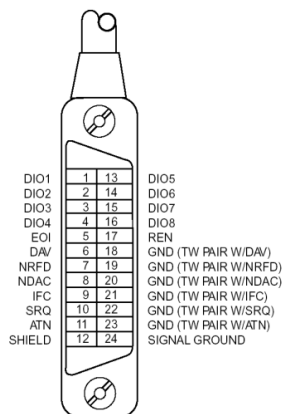 DIO1 1 13 DIO5
DIO2 2 14 DIO6
DIO3 3 15 DIO7
DIO4 4 16 DIO8
EOI 5 17 REN
DAV 6 18 GND (TW PAIR W/DAV)
NRFD 7 19 GND (TW PAIR W/NRFD)
NDAC 8 20 GND (TW PAIR W/NDAC)
IFC 9 21 GND (TW PAIR W/IFC)
SRQ 10 22 GND (TW PAIR W/SRQ)
ATN 11 23 GND (TW PAIR W/ATN)
SHIELD 12 24 SIGNAL GROUND